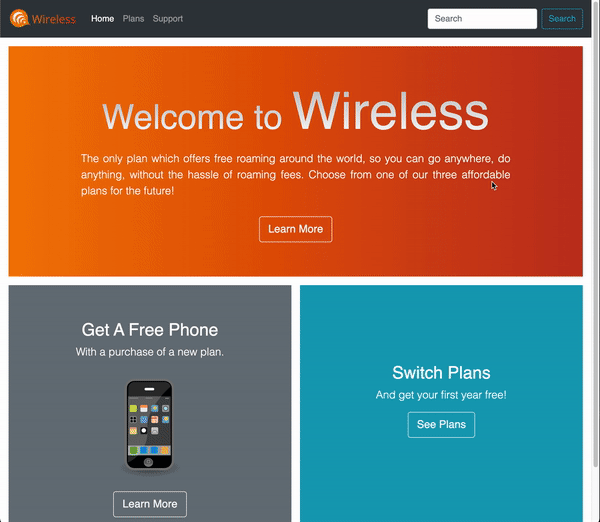 Wireless
Home Plans Support
Search
Search
Welcome to Wireless
The only plan which offers free roaming around the world, so you can go anywhere, do
anything, without the hassle of roaming fees. Choose from one of our three affordable
plans for the future!
Learn More
Get A Free Phone
With a purchase of a new plan.
Learn More
Switch Plans
And get your first year free!
See Plans